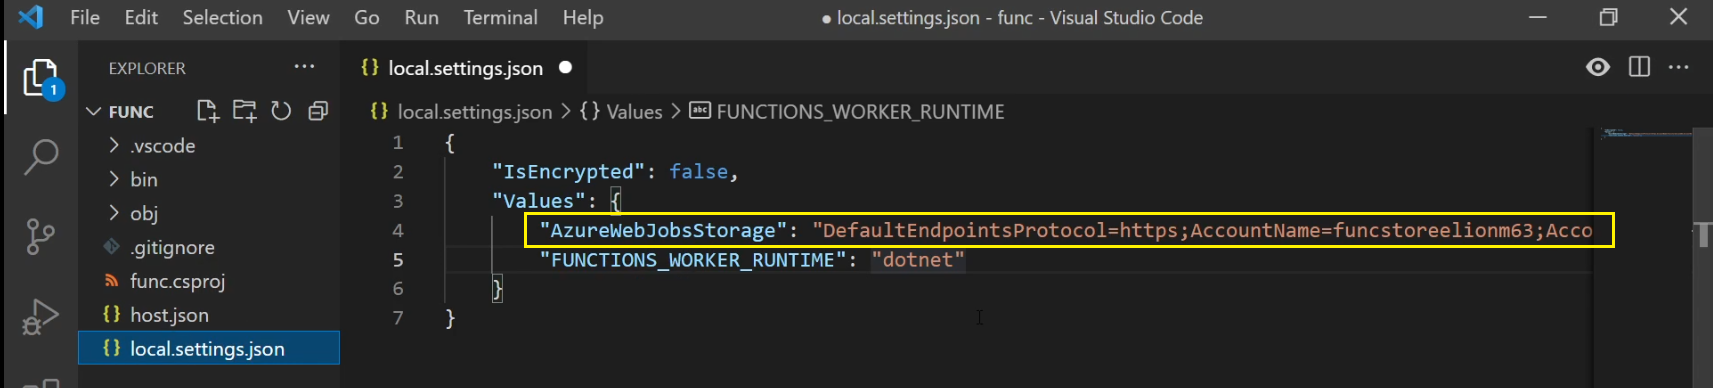 File Edit Selection View Go Run Terminal Help
● local.settings.json - func - Visual Studio Code
EXPLORER ...
1
FUNC
.vscode
bin
obj
.gitignore
func.csproj
{} host.json
{} local.settings.json
{} local.settings.json ●
{} local.settings.json > {} Values > abc FUNCTIONS_WORKER_RUNTIME
1 {
2 "IsEncrypted": false,
3 "Values": {
4 "AzureWebJobsStorage": "DefaultEndpointsProtocol=https;AccountName=funcstoreelionm63;Acco
5 "FUNCTIONS_WORKER_RUNTIME": "dotnet"
6 }
7 }